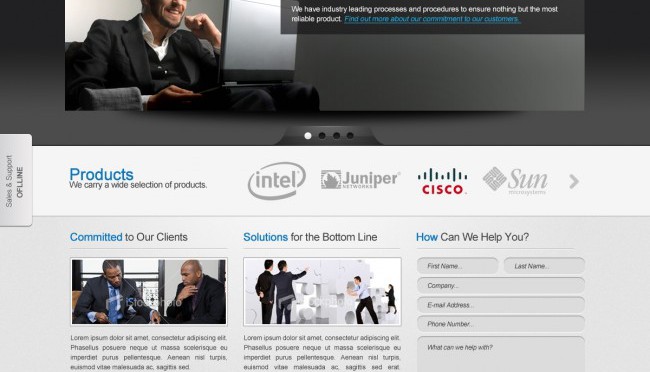 We have industry leading processes and procedures to ensure nothing but the most
reliable product. Find out more about our commitment to our customers.
Sales & Support
OFLLINE
Products
We carry a wide selection of products.
intel
Juniper
NETWORKS
CISCO
Sun
microsystems
Committed to Our Clients
Solutions for the Bottom Line
How Can We Help You?
First Name...
Last Name...
Company...
E-mail Address...
Phone Number...
What can we help with?
iStockphoto
Lorem ipsum dolor sit amet, consectetur adipiscing elit.
Phasellus posuere neque ut massa scelerisque eu
imperdiet purus pellentesque. Aenean nisl turpis,
euismod vitae malesuada ac, sagittis sed
Lorem ipsum dolor sit amet, consectetur adipiscing elit.
Phasellus posuere neque ut massa scelerisque eu
imperdiet purus pellentesque. Aenean nisl turpis,
euismod vitae malesuada ac, sagittis erat.